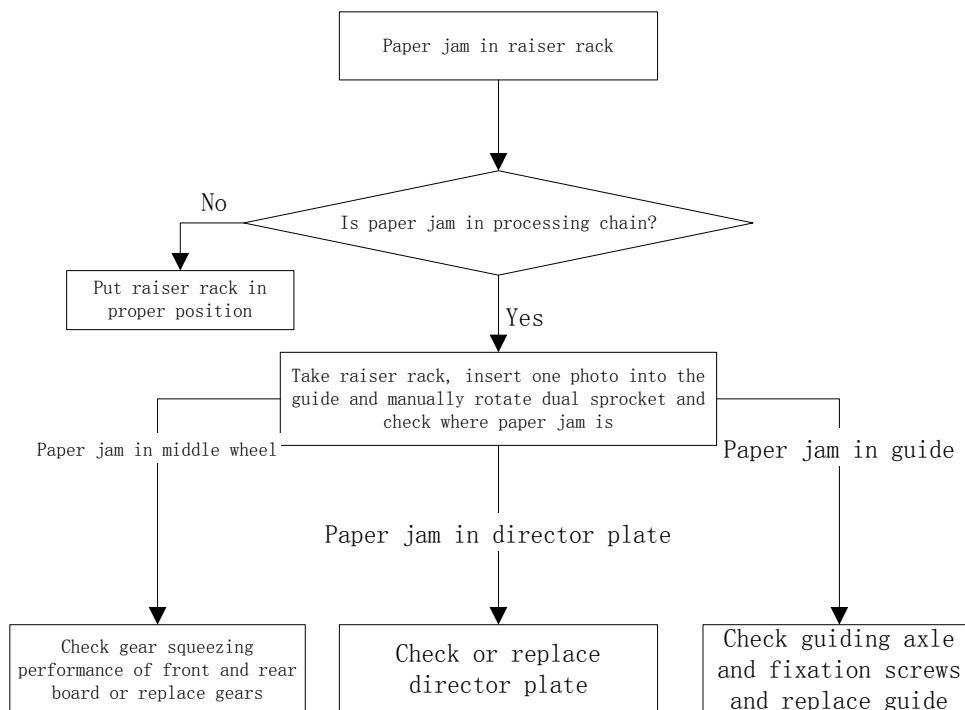 Paper jam in raiser rack
Is paper jam in processing chain?
No
Put raiser rack in
proper position
Yes
Take raiser rack, insert one photo into the
guide and manually rotate dual sprocket and
check where paper jam is
Paper jam in middle wheel
Paper jam in guide
Paper jam in director plate
Check gear squeezing
performance of front and rear
board or replace gears
Check or replace
director plate
Check guiding axle
and fixation screws
and replace guide